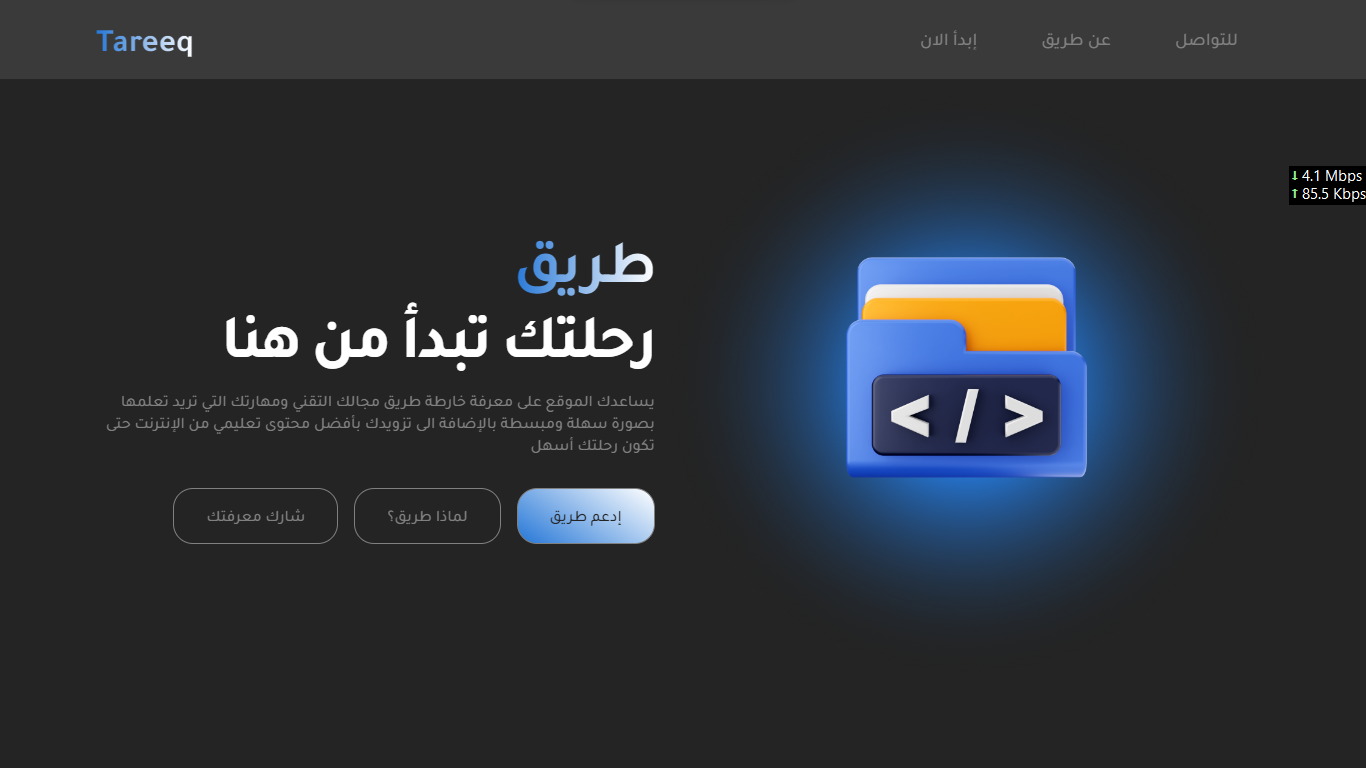 Tareeq
للتواصل
عن طريق
إبدأ الان
↓ 4.1 Mbps
↑ 85.5 Kbps
طريق
رحلتك تبدأ من هنا
يساعدك الموقع على معرفة خارطة طريق مجالك التقني ومهارتك التي تريد تعلمها
بصورة سهلة ومبسطة بالإضافة الى تزويدك بأفضل محتوى تعليمي من الإنترنت حتى
تكون رحلتك أسهل
إدعم طريق
لماذا طريق؟
شارك معرفتك
</ >